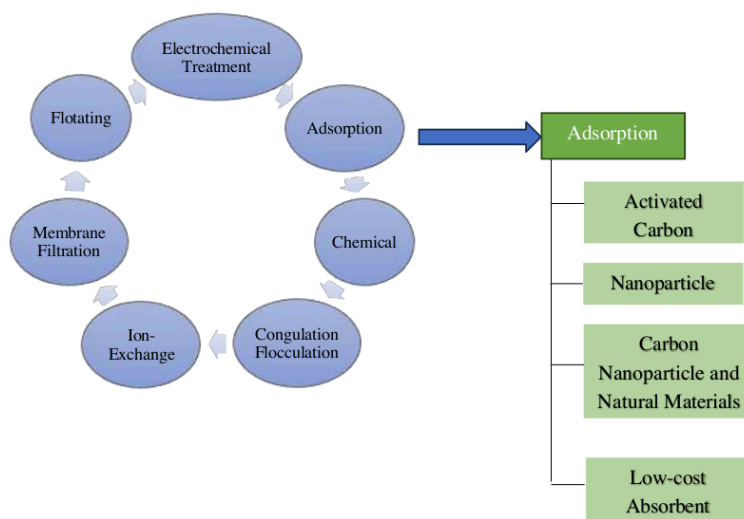 Electrochemical
Treatment
Adsorption
Chemical
Congulation
Flocculation
Ion-
Exchange
Membrane
Filtration
Flotating
Adsorption
Activated
Carbon
Nanoparticle
Carbon
Nanoparticle and
Natural Materials
Low-cost
Absorbent